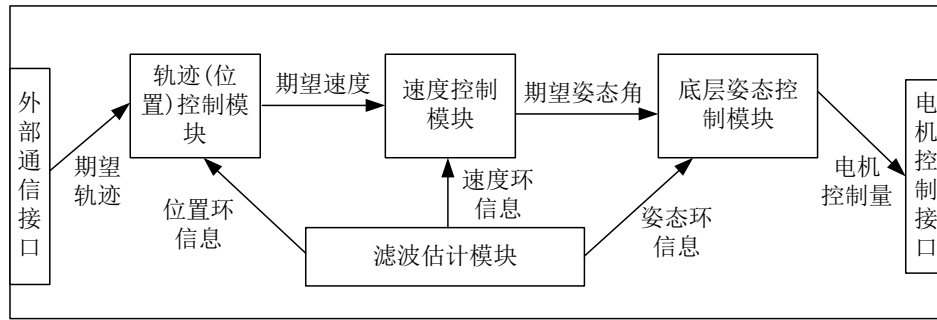 外部通信接口
期望
轨迹
轨迹(位
置)控制模
块
期望速度
速度控制
模块
期望姿态角
底层姿态控
制模块
电机
控制量
电机控制接口
位置环
信息
速度环
信息
姿态环
信息
滤波估计模块